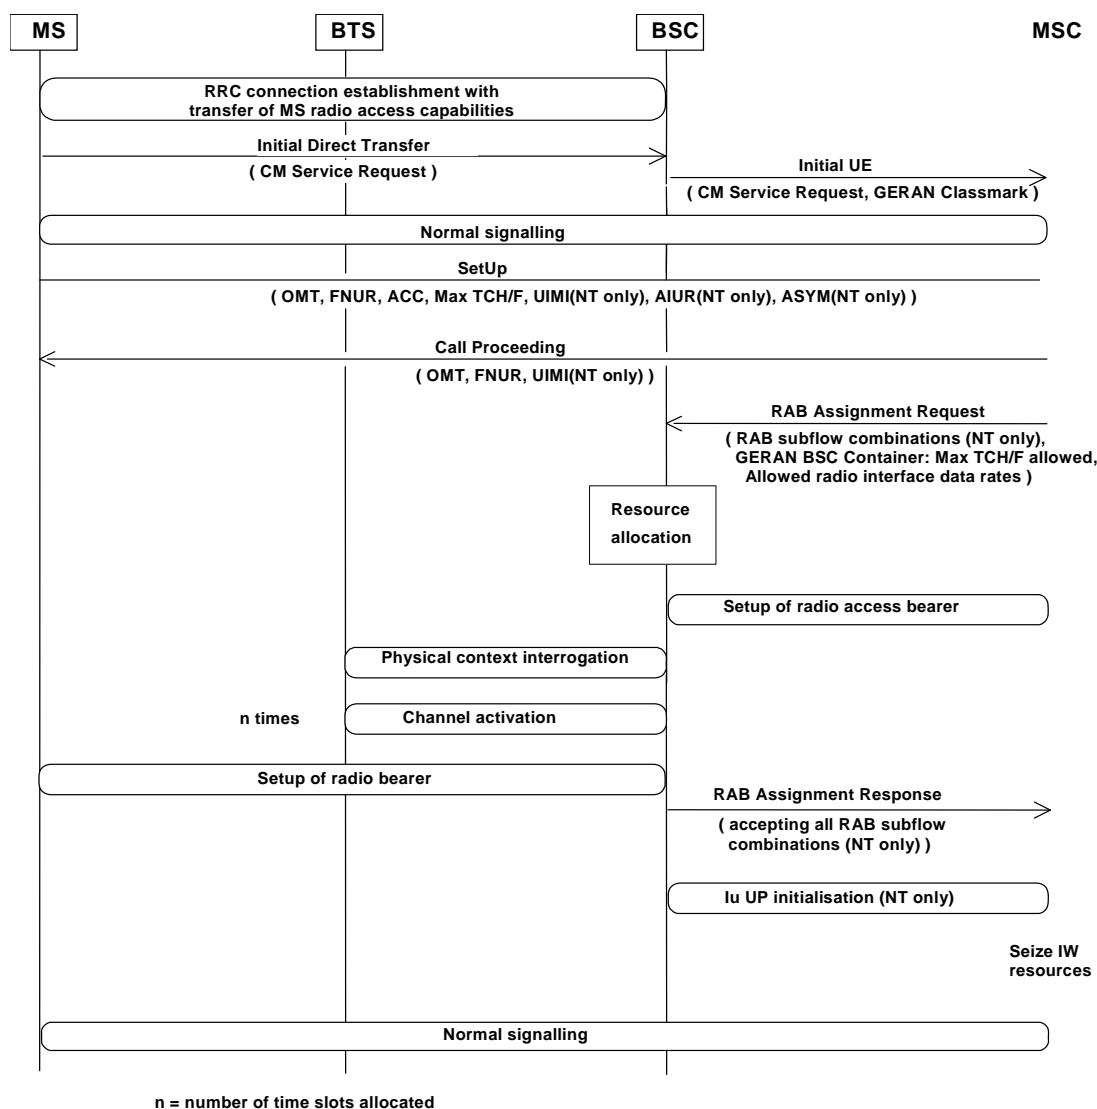 MS BTS BSC MSC
RRC connection establishment with
transfer of MS radio access capabilities
Initial Direct Transfer
( CM Service Request )
Initial UE
( CM Service Request, GERAN Classmark )
Normal signalling
SetUp
( OMT, FNUR, ACC, Max TCH/F, UIMI(NT only), AIUR(NT only), ASYM(NT only) )
Call Proceeding
( OMT, FNUR, UIMI(NT only) )
RAB Assignment Request
( RAB subflow combinations (NT only),
GERAN BSC Container: Max TCH/F allowed,
Allowed radio interface data rates )
Resource
allocation
Setup of radio access bearer
Physical context interrogation
n times
Channel activation
Setup of radio bearer
RAB Assignment Response
( accepting all RAB subflow
combinations (NT only) )
Iu UP initialisation (NT only)
Seize IW
resources
Normal signalling
n = number of time slots allocated